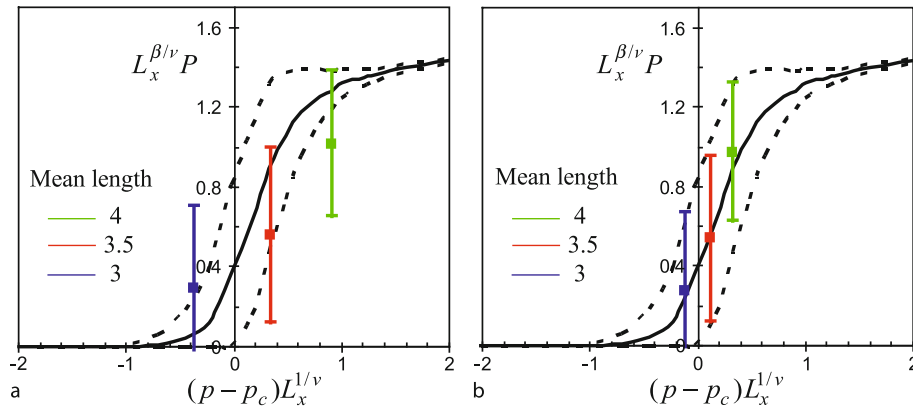 1.6
L_x^{β/ν} P
1.2
0.8
0.4
0
Mean length
4
3.5
3
-2 -1 0 1 2
a (p − p_c)L_x^{1/ν}
1.6
L_x^{β/ν} P
1.2
0.8
0.4
0
Mean length
4
3.5
3
-2 -1 0 1 2
b (p − p_c)L_x^{1/ν}